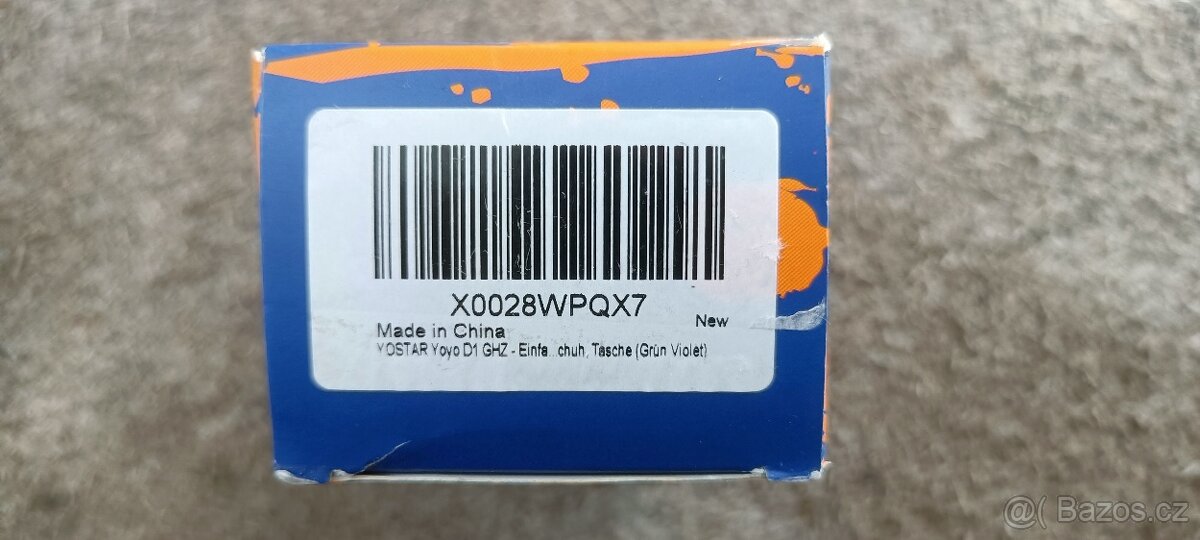 X0028WPQX7
New
Made in China
YOSTAR Yoyo D1 GHZ - Einfa...chuh, Tasche (Grün Violet)
@( Bazos.cz